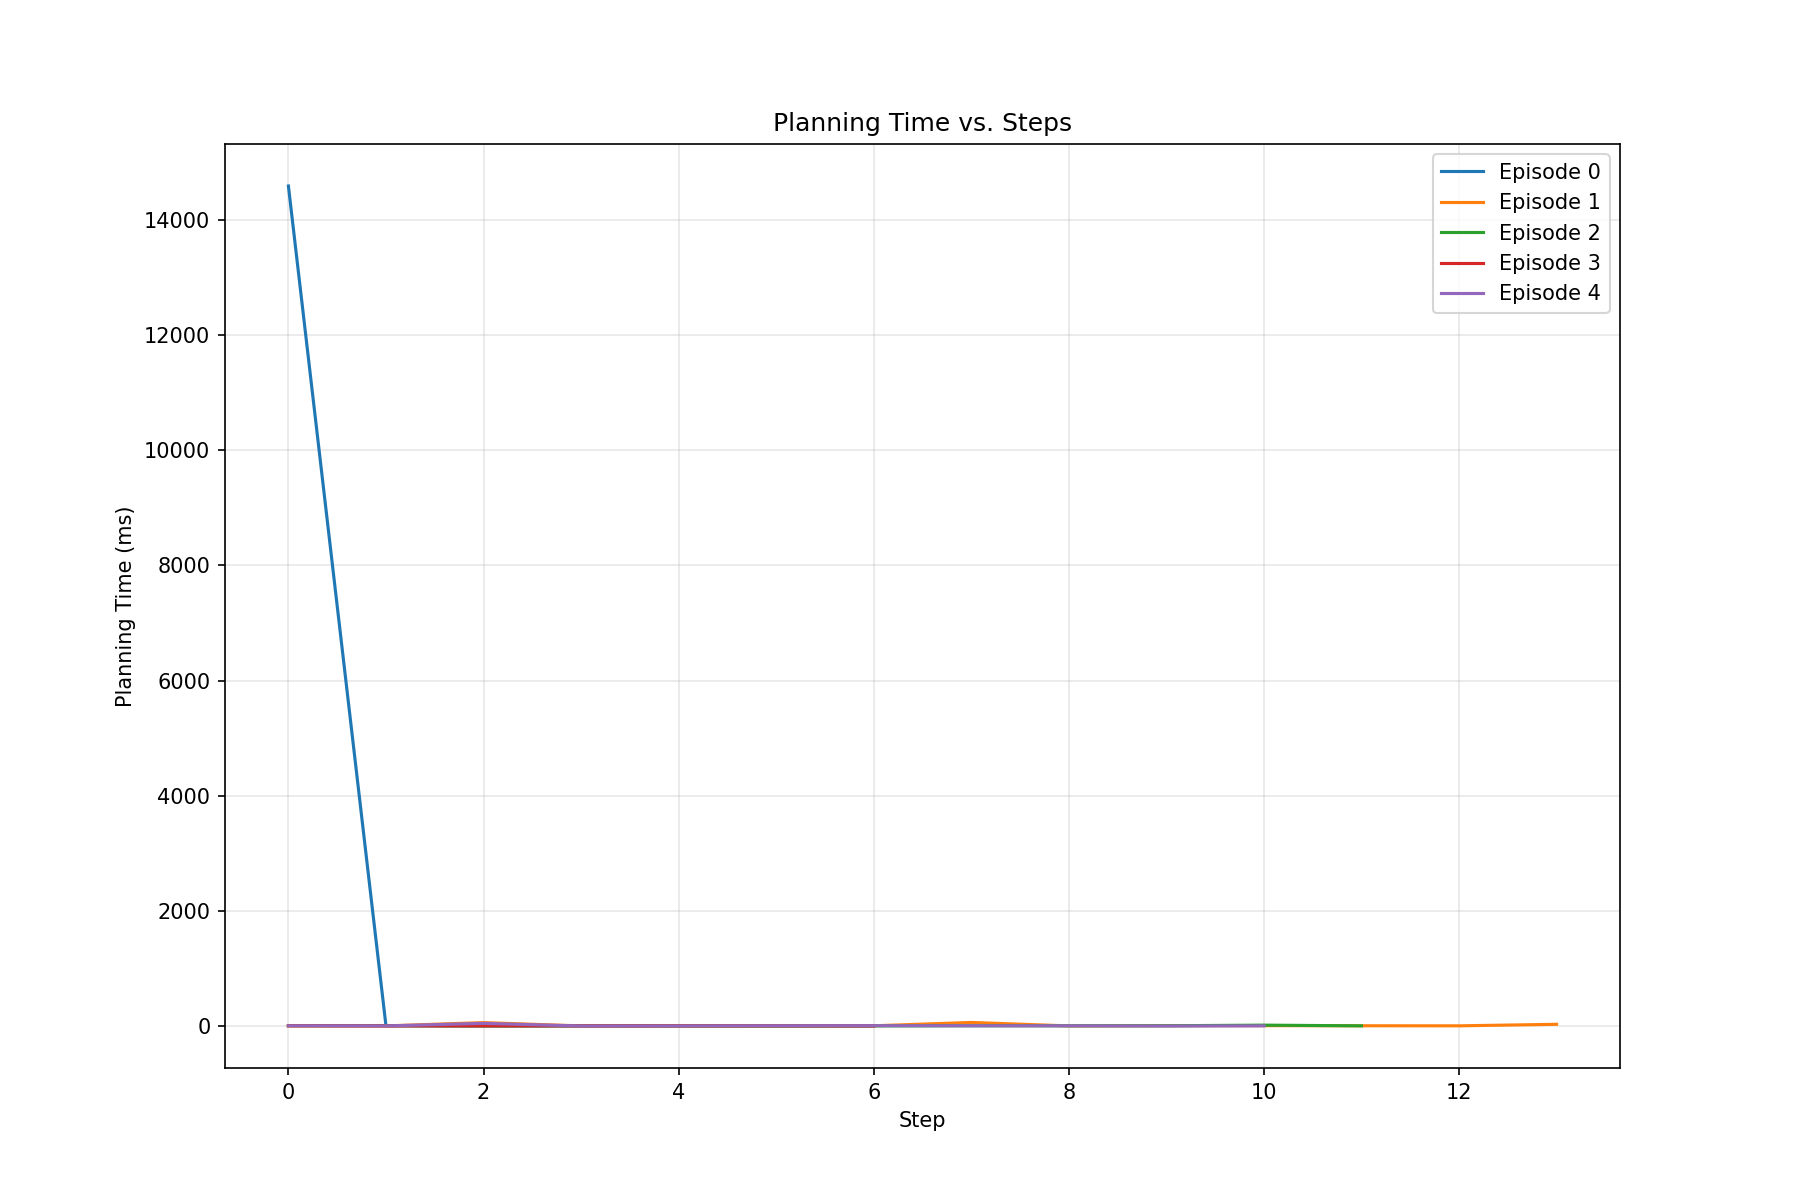 Planning Time vs. Steps
Episode 0
Episode 1
Episode 2
Episode 3
Episode 4
14000
12000
10000
8000
6000
4000
2000
0
Planning Time (ms)
0 2 4 6 8 10 12
Step